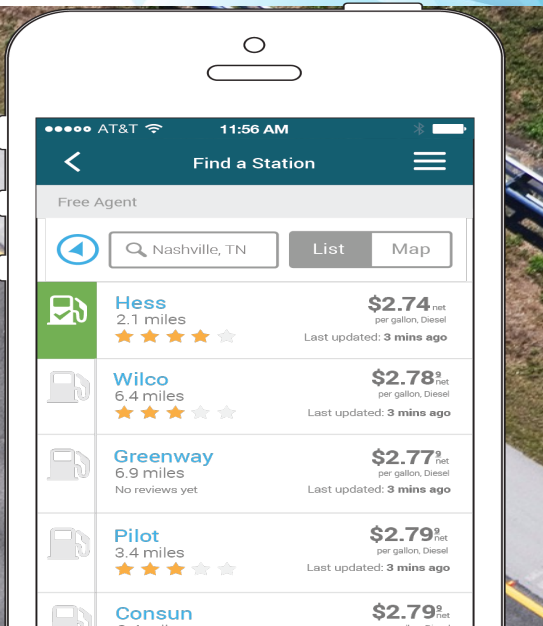 AT&T 11:56 AM
Find a Station
Free Agent
Nashville, TN List Map
Hess $2.74 net
2.1 miles per gallon, Diesel
Last updated: 3 mins ago
Wilco $2.78 9 net
6.4 miles per gallon, Diesel
Last updated: 3 mins ago
Greenway $2.77 9 net
6.9 miles per gallon, Diesel
No reviews yet Last updated: 3 mins ago
Pilot $2.79 9 net
3.4 miles per gallon, Diesel
Last updated: 3 mins ago
Consun $2.79 9 net